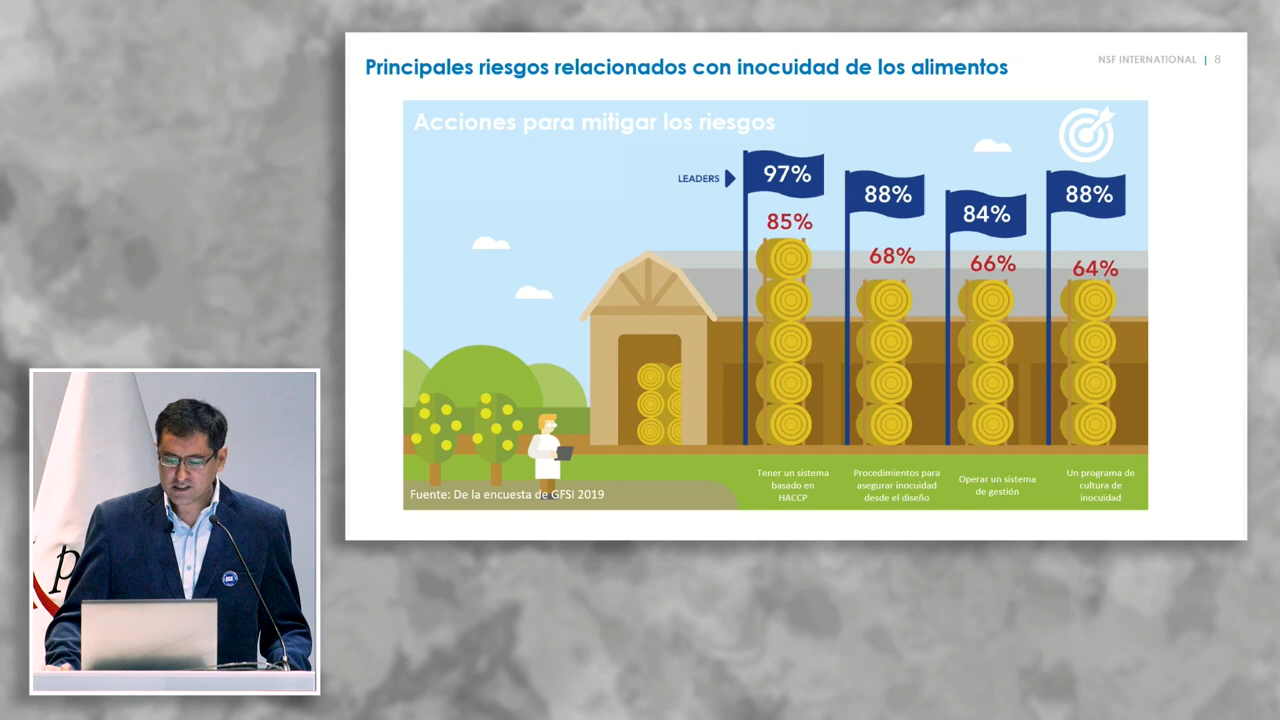 Principales riesgos relacionados con inocuidad de los alimentos
NSF INTERNATIONAL | 8
Acciones para mitigar los riesgos
LEADERS
97%
88%
84%
88%
85%
68%
66%
64%
Tener un sistema
basado en
HACCP
Procedimientos para
asegurar inocuidad
desde el diseño
Operar un sistema
de gestión
Un programa de
cultura de
inocuidad
Fuente: De la encuesta de GFSI 2019
p